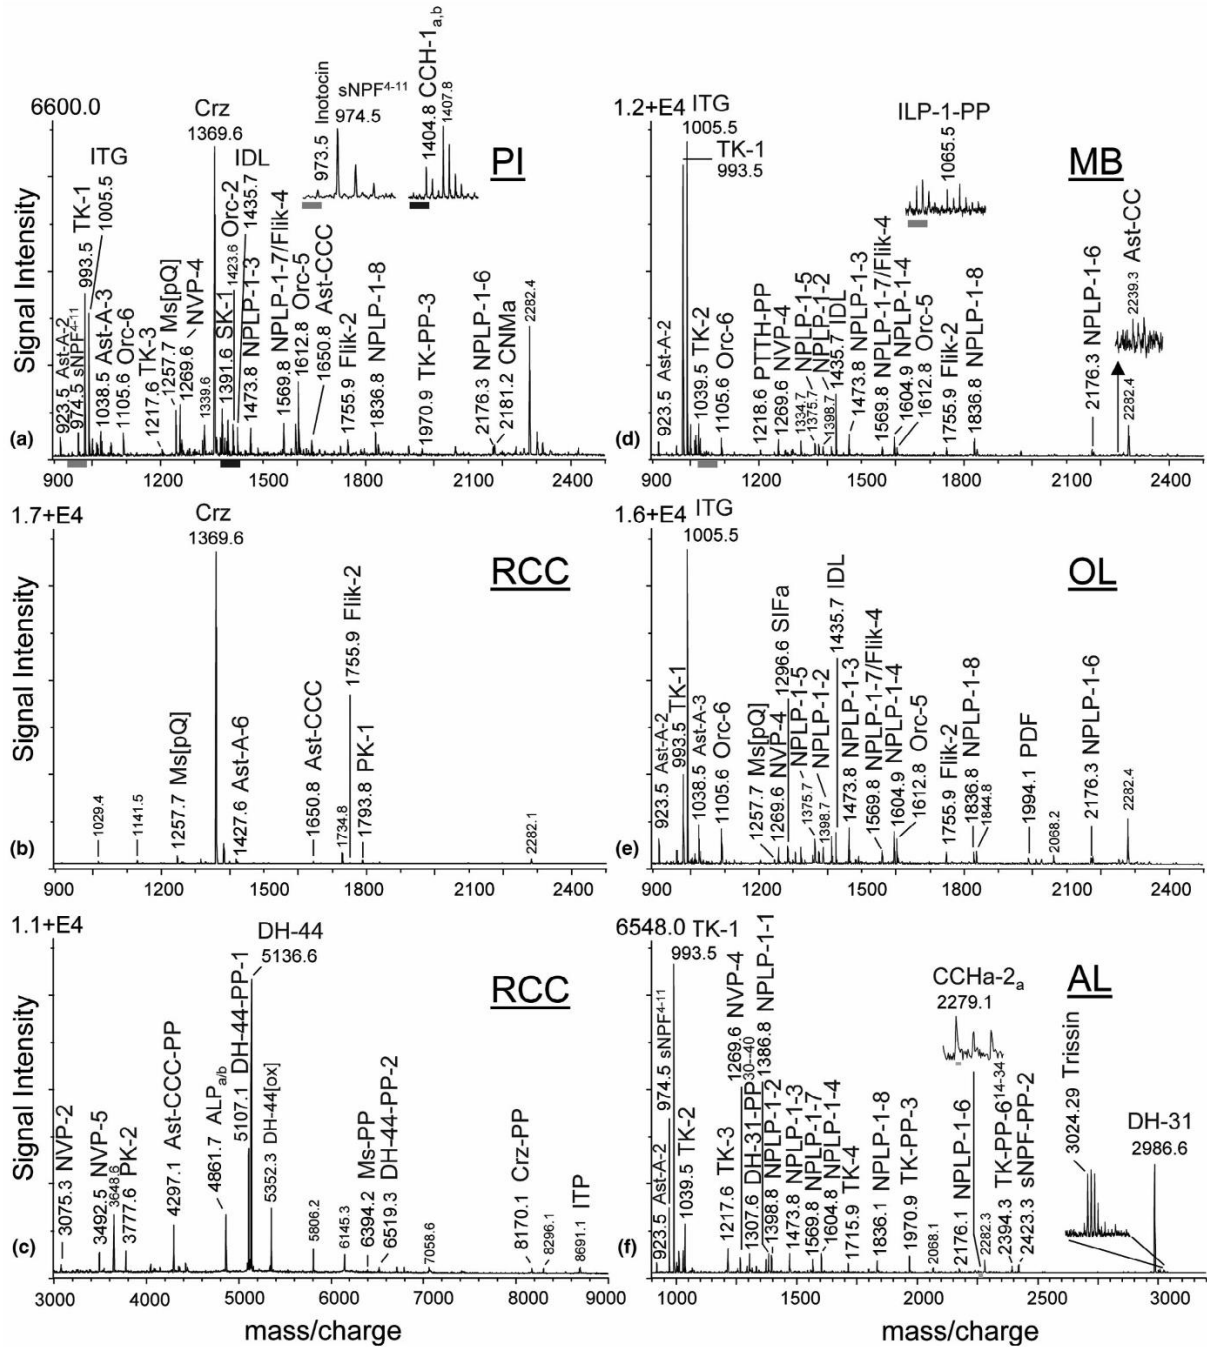 6600.0
Signal Intensity
(a)
PI
Crz
1369.6
ITG
1005.5
IDL
1435.7
923.5 Ast-A-2
974.5 sNPF4-11
993.5 TK-1
1038.5 Ast-A-3
1105.6 Orc-6
1217.6 TK-3
1257.7 Ms[pQ]
1269.6 NVP-4
1339.6
1391.6 SK-1
1423.6 Orc-2
1473.8 NPLP-1-3
1569.8 NPLP-1-7/Flik-4
1612.8 Orc-5
1650.8 Ast-CCC
1755.9 Flik-2
1836.8 NPLP-1-8
1970.9 TK-PP-3
2176.3 NPLP-1-6
2181.2 CNMa
2282.4
973.5 Inotocin
sNPF4-11
974.5
1404.8 CCH-1a,b
1407.8
900 1200 1500 1800 2100 2400
1.7+E4
Signal Intensity
(b)
RCC
Crz
1369.6
1029.4
1141.5
1257.7 Ms[pQ]
1427.6 Ast-A-6
1650.8 Ast-CCC
1734.8
1755.9 Flik-2
1793.8 PK-1
2282.1
900 1200 1500 1800 2100 2400
1.1+E4
Signal Intensity
(c)
RCC
DH-44
5136.6
3075.3 NVP-2
3492.5 NVP-5
3648.6
3777.6 PK-2
4297.1 Ast-CCC-PP
4861.7 ALPa/b
5107.1 DH-44-PP-1
5352.3 DH-44[ox]
5806.2
6145.3
6394.2 Ms-PP
6519.3 DH-44-PP-2
7058.6
8170.1 Crz-PP
8296.1
8691.1 ITP
3000 4000 5000 6000 7000 8000 9000
mass/charge
1.2+E4
(d)
MB
ITG
1005.5
TK-1
993.5
ILP-1-PP
1065.5
923.5 Ast-A-2
1039.5 TK-2
1105.6 Orc-6
1218.6 PTTH-PP
1269.6 NVP-4
1334.7
NPLP-1-5
1375.7
NPLP-1-2
1398.7
1435.7 IDL
1473.8 NPLP-1-3
1569.8 NPLP-1-7/Flik-4
1604.9 NPLP-1-4
1612.8 Orc-5
1755.9 Flik-2
1836.8 NPLP-1-8
2176.3 NPLP-1-6
2239.3 Ast-CC
2282.4
900 1200 1500 1800 2100 2400
1.6+E4
(e)
OL
ITG
1005.5
923.5 Ast-A-2
993.5 TK-1
1038.5 Ast-A-3
1105.6 Orc-6
1257.7 Ms[pQ]
1269.6 NVP-4
1296.6 SIFa
NPLP-1-5
1375.7
NPLP-1-2
1398.7
1435.7 IDL
1473.8 NPLP-1-3
1569.8 NPLP-1-7/Flik-4
1604.9 NPLP-1-4
1612.8 Orc-5
1755.9 Flik-2
1836.8 NPLP-1-8
1844.8
1994.1 PDF
2068.2
2176.3 NPLP-1-6
2282.4
900 1200 1500 1800 2100 2400
6548.0
(f)
AL
TK-1
993.5
923.5 Ast-A-2
974.5 sNPF4-11
1039.5 TK-2
1217.6 TK-3
1269.6 NVP-4
1307.6 DH-31-PP30--40
1386.8 NPLP-1-1
1398.8 NPLP-1-2
1473.8 NPLP-1-3
1569.8 NPLP-1-7
1604.8 NPLP-1-4
1715.9 TK-4
1836.1 NPLP-1-8
1970.9 TK-PP-3
2068.1
2176.1 NPLP-1-6
CCHa-2a
2279.1
2282.3
2394.3 TK-PP-614-34
2423.3 sNPF-PP-2
3024.29 Trissin
DH-31
2986.6
1000 1500 2000 2500 3000
mass/charge